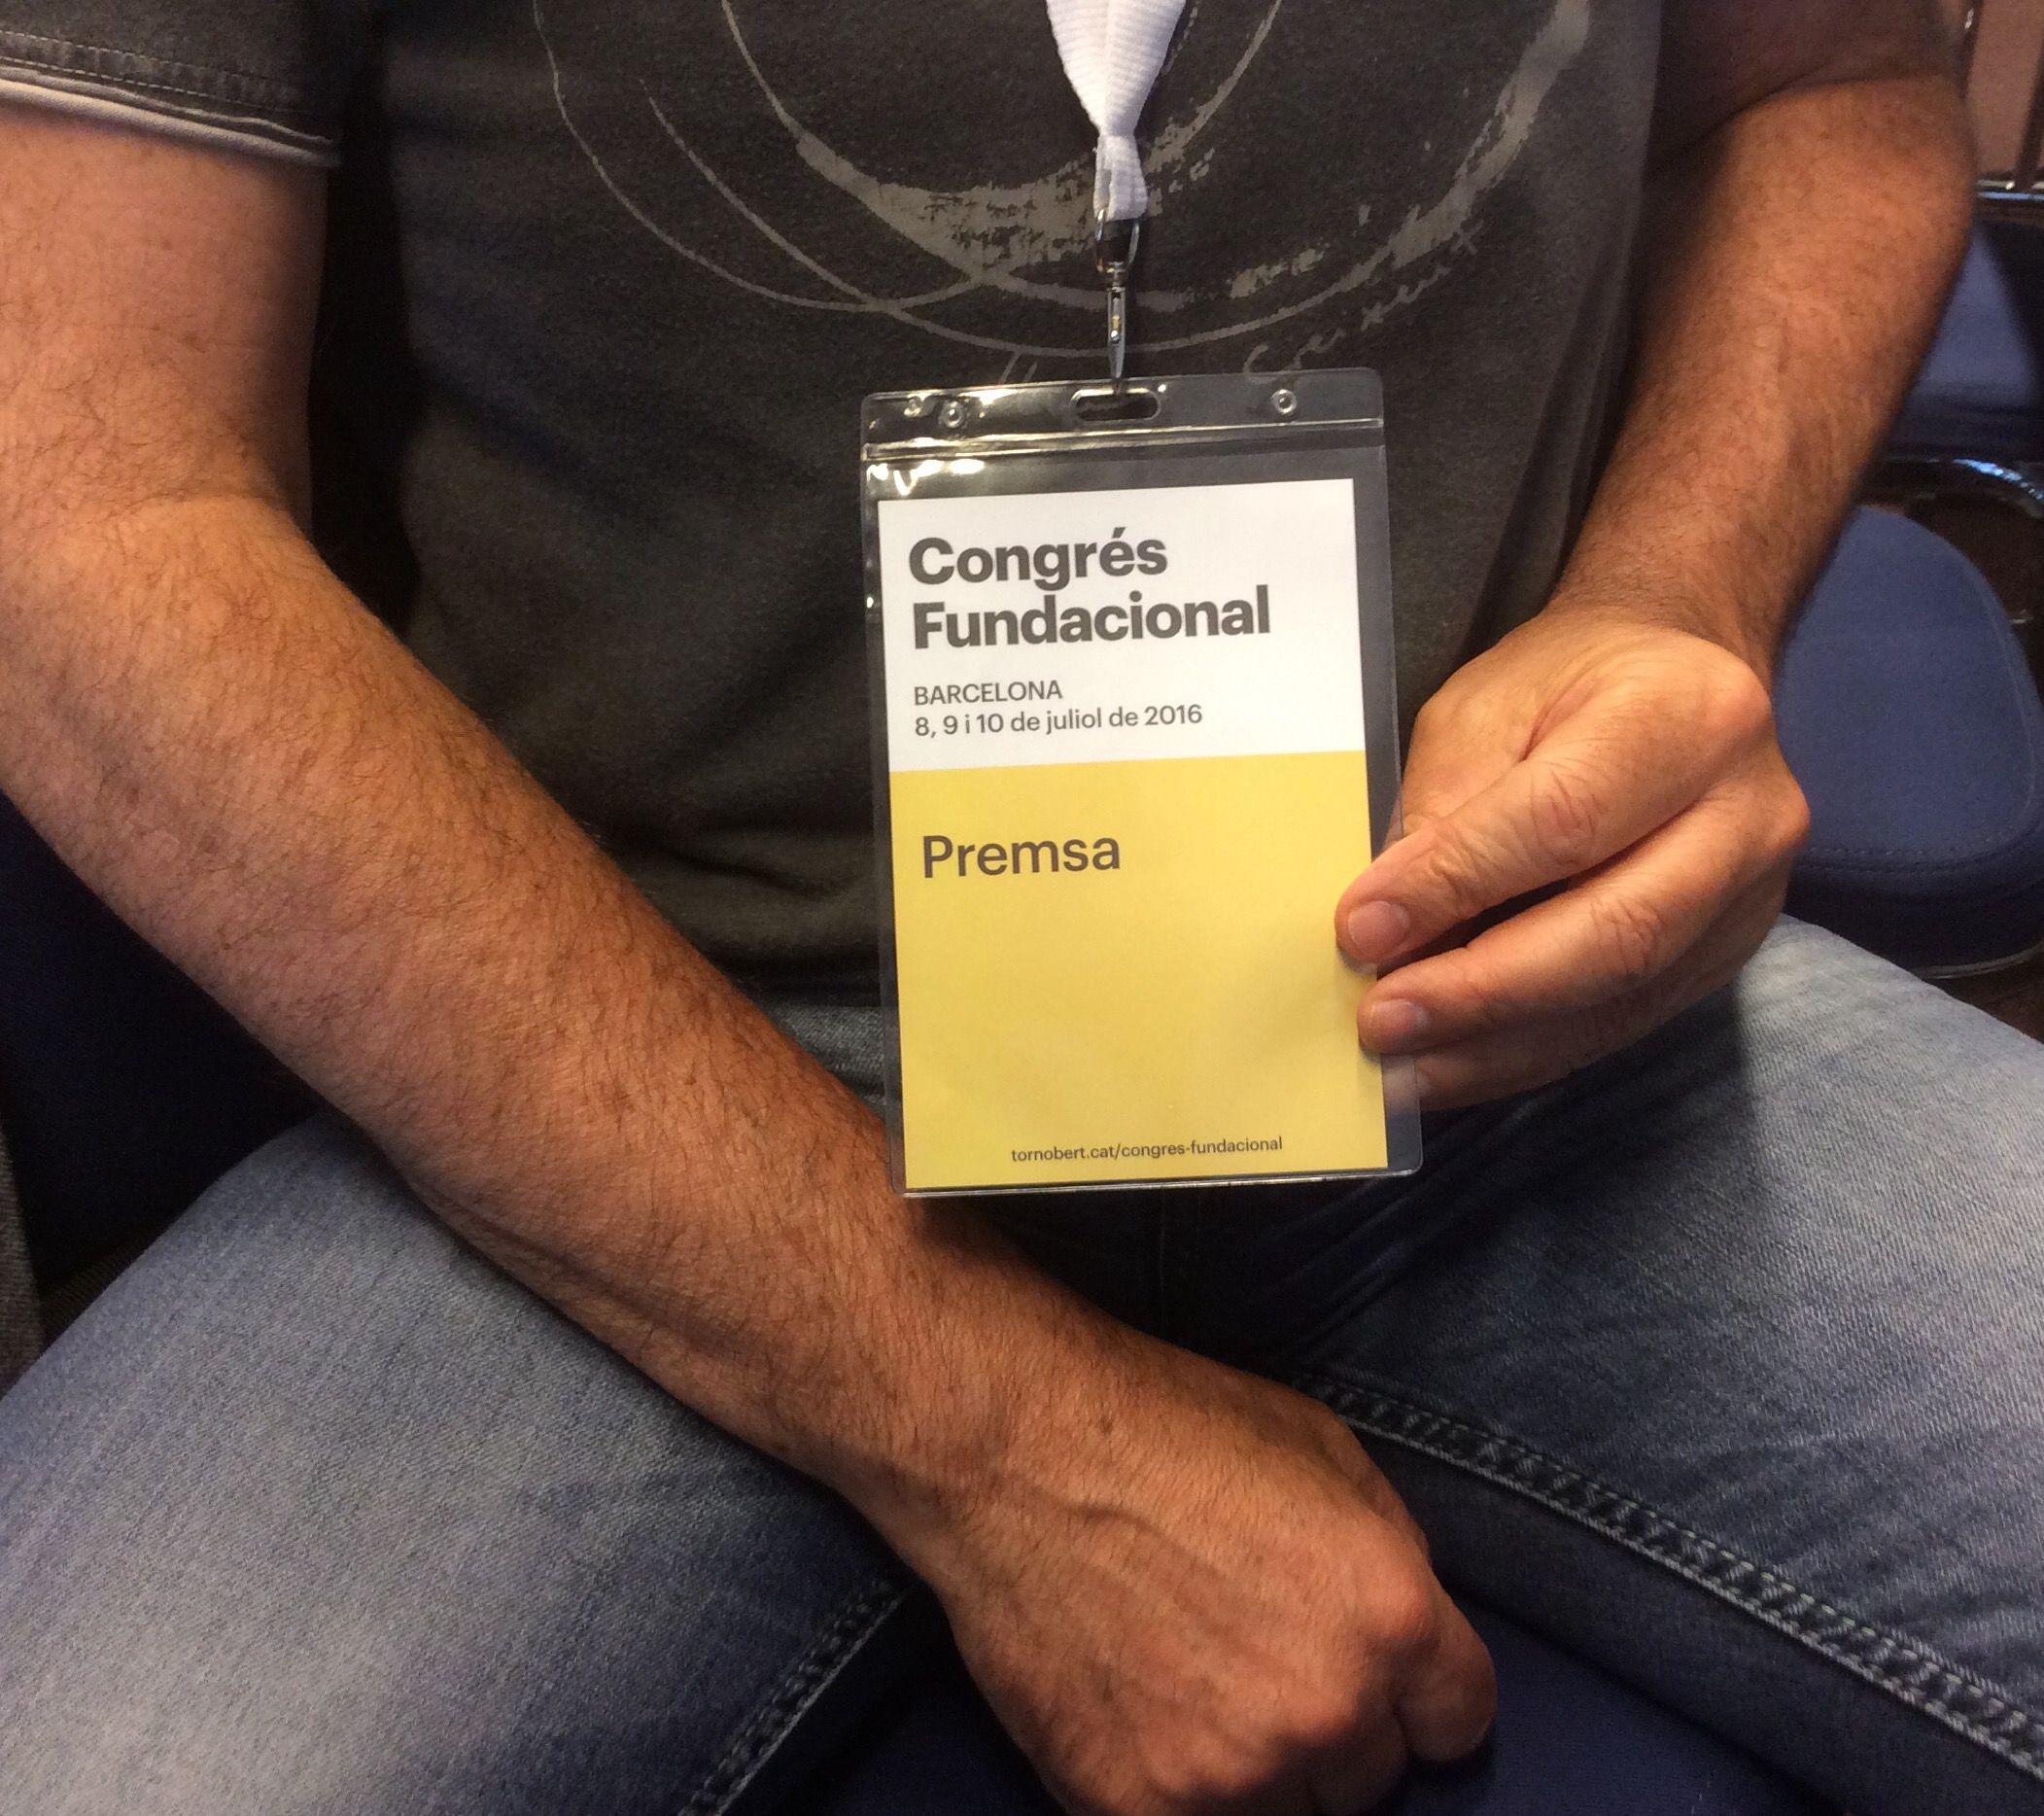 Congrés
Fundacional
BARCELONA
8, 9 i 10 de juliol de 2016
Premsa
tornobert.cat/congres-fundacional